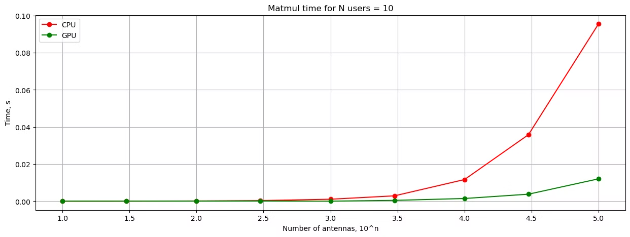 Matmul time for N users = 10
CPU
GPU
Time, s
0.10
0.08
0.06
0.04
0.02
0.00
1.0 1.5 2.0 2.5 3.0 3.5 4.0 4.5 5.0
Number of antennas, 10^n